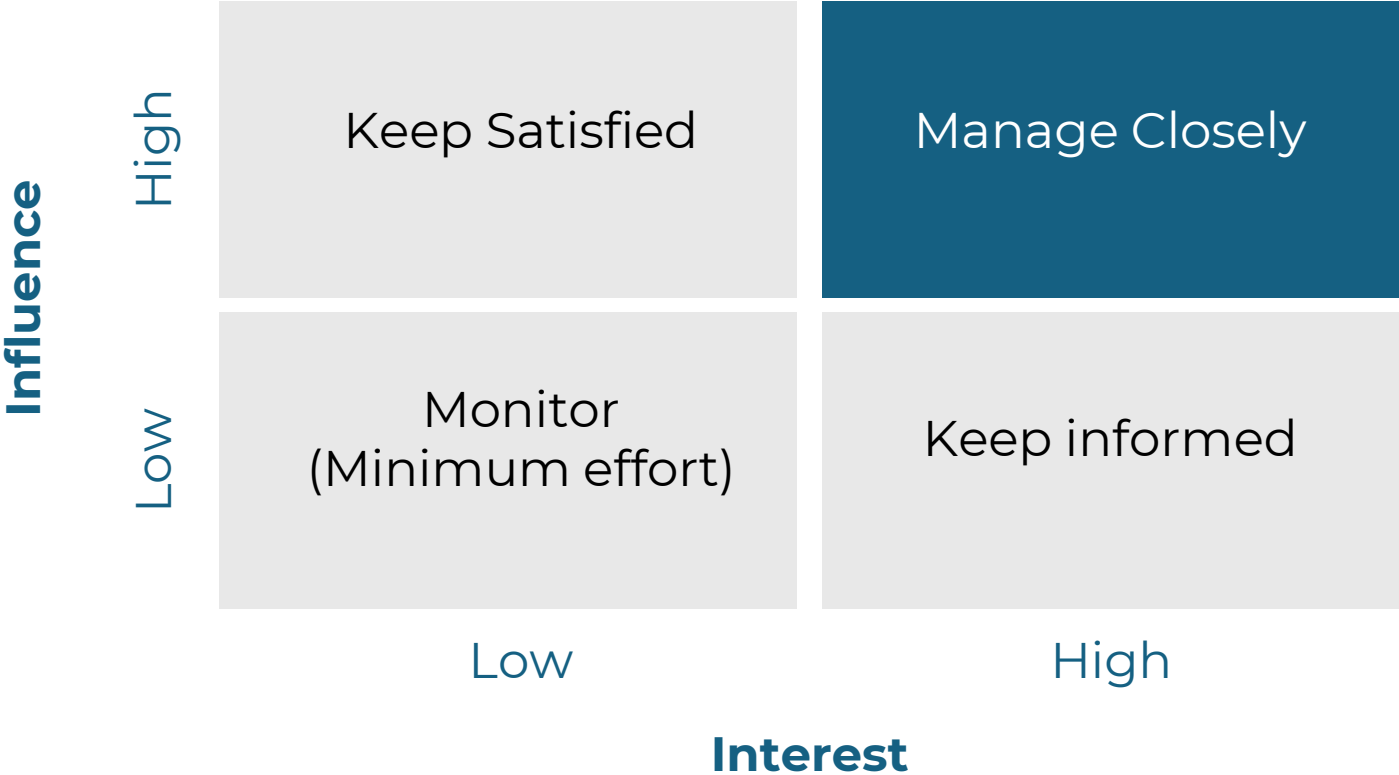 Influence
High
Keep Satisfied
Manage Closely
Low
Monitor
(Minimum effort)
Keep informed
Low
High
Interest